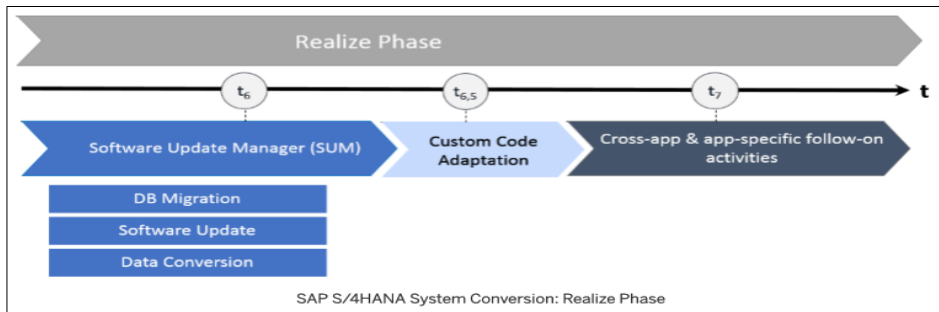 Realize Phase
t6
t6,5
t7
t
Software Update Manager (SUM)
Custom Code
Adaptation
Cross-app & app-specific follow-on
activities
DB Migration
Software Update
Data Conversion
SAP S/4HANA System Conversion: Realize Phase